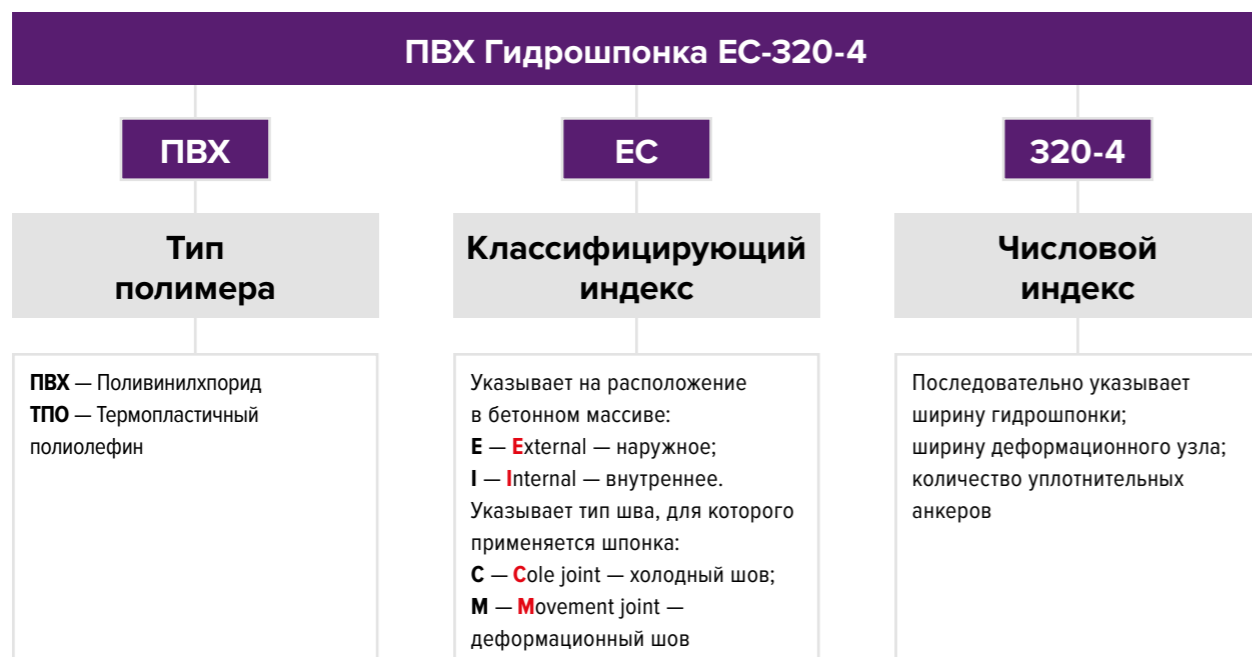 ПВХ Гидрошпонка ЕС-320-4
ПВХ
ЕС
320-4
Тип
полимера
Классифицирующий
индекс
Числовой
индекс
ПВХ — Поливинилхпорид
ТПО — Термопластичный
полиолефин
Указывает на расположение
в бетонном массиве:
E — External — наружное;
I — Internal — внутреннее.
Указывает тип шва, для которого
применяется шпонка:
C — Cole joint — холодный шов;
M — Movement joint —
деформационный шов
Последовательно указывает
ширину гидрошпонки;
ширину деформационного узла;
количество уплотнительных
анкеров